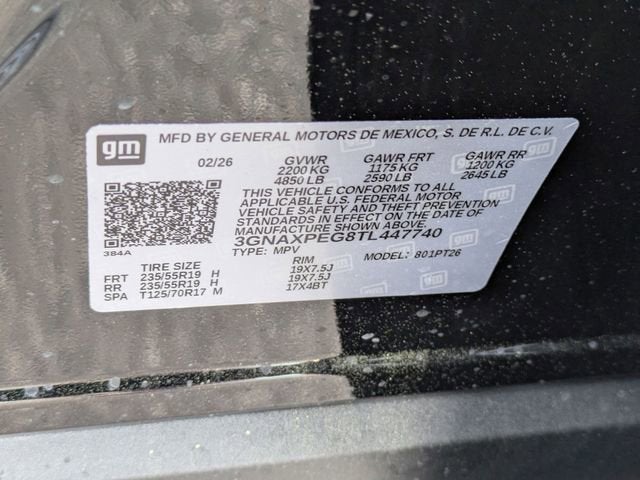 gm
MFD BY GENERAL MOTORS DE MEXICO, S. DE R.L. DE C.V.
02/26 GVWR GAWR FRT GAWR RR
2200 KG 1175 KG 1200 KG
4850 LB 2590 LB 2645 LB
THIS VEHICLE CONFORMS TO ALL
APPLICABLE U.S. FEDERAL MOTOR
VEHICLE SAFETY AND THEFT PREVENTION
STANDARDS IN EFFECT ON THE DATE OF
MANUFACTURE SHOWN ABOVE.
3GNAXPEG8TL447740
384A
TYPE: MPV MODEL: 801PT26
TIRE SIZE RIM
FRT 235/55R19 H 19X7.5J
RR 235/55R19 H 19X7.5J
SPA T125/70R17 M 17X4BT